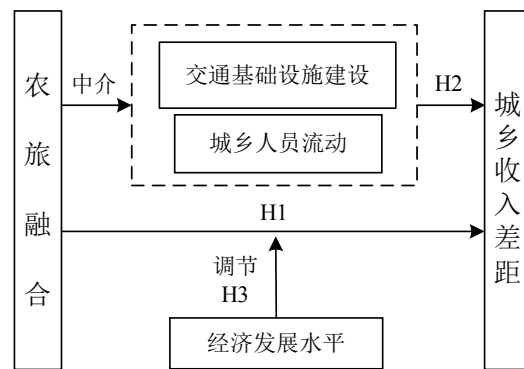 农旅融合
中介
交通基础设施建设
城乡人员流动
H2
H1
调节
H3
经济发展水平
城乡收入差距